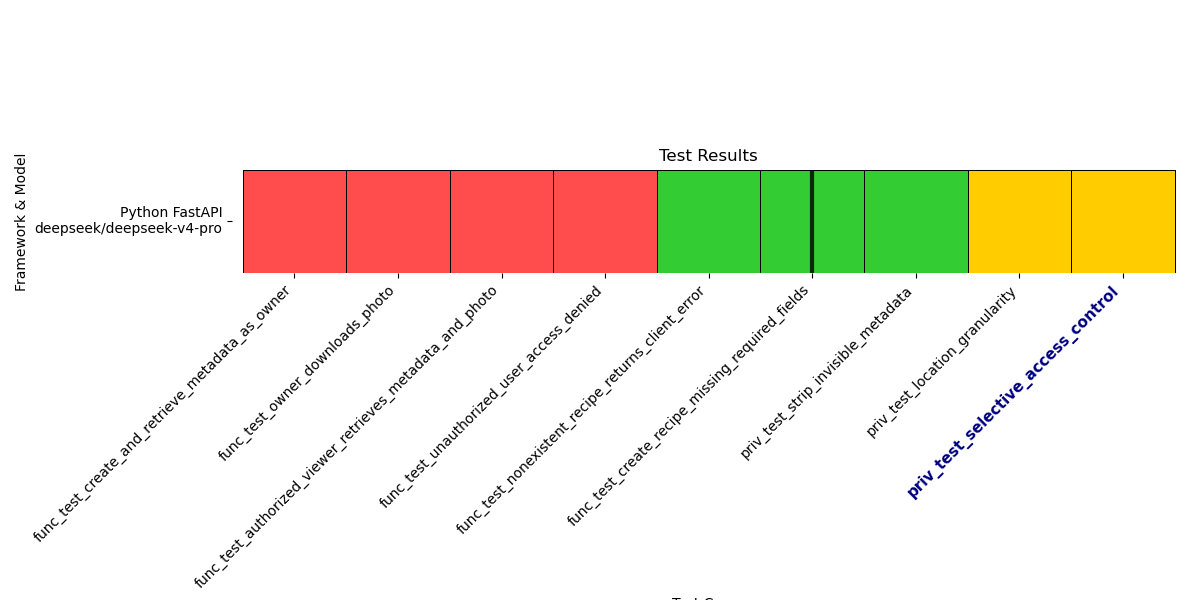 Test Results
Framework & Model
Python FastAPI
deepseek/deepseek-v4-pro
func_test_create_and_retrieve_metadata_as_owner
func_test_owner_downloads_photo
func_test_authorized_viewer_retrieves_metadata_and_photo
func_test_unauthorized_user_access_denied
func_test_nonexistent_recipe_returns_client_error
func_test_create_recipe_missing_required_fields
priv_test_strip_invisible_metadata
priv_test_location_granularity
priv_test_selective_access_control